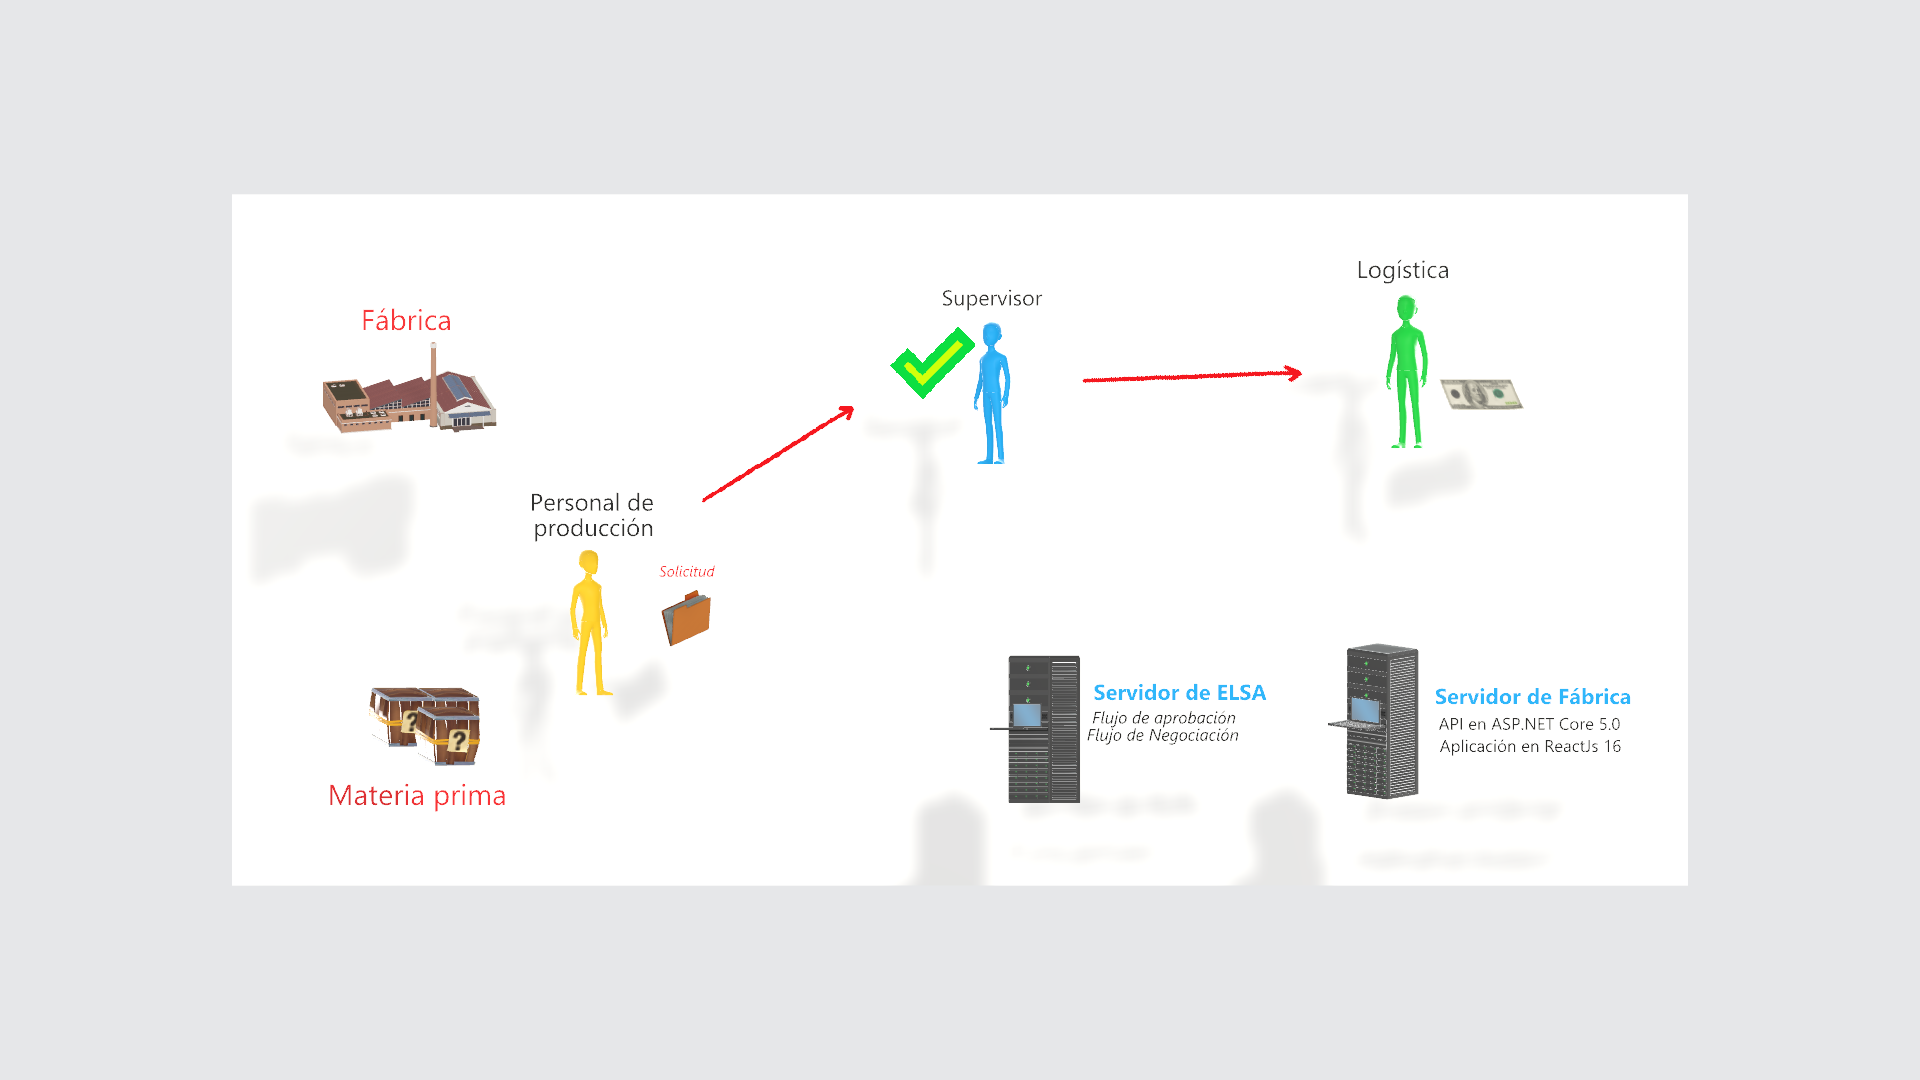 Fábrica
Personal de
producción
Solicitud
Materia prima
Supervisor
Logística
Servidor de ELSA
Flujo de aprobación
Flujo de Negociación
Servidor de Fábrica
API en ASP.NET Core 5.0
Aplicación en ReactJs 16
?
?